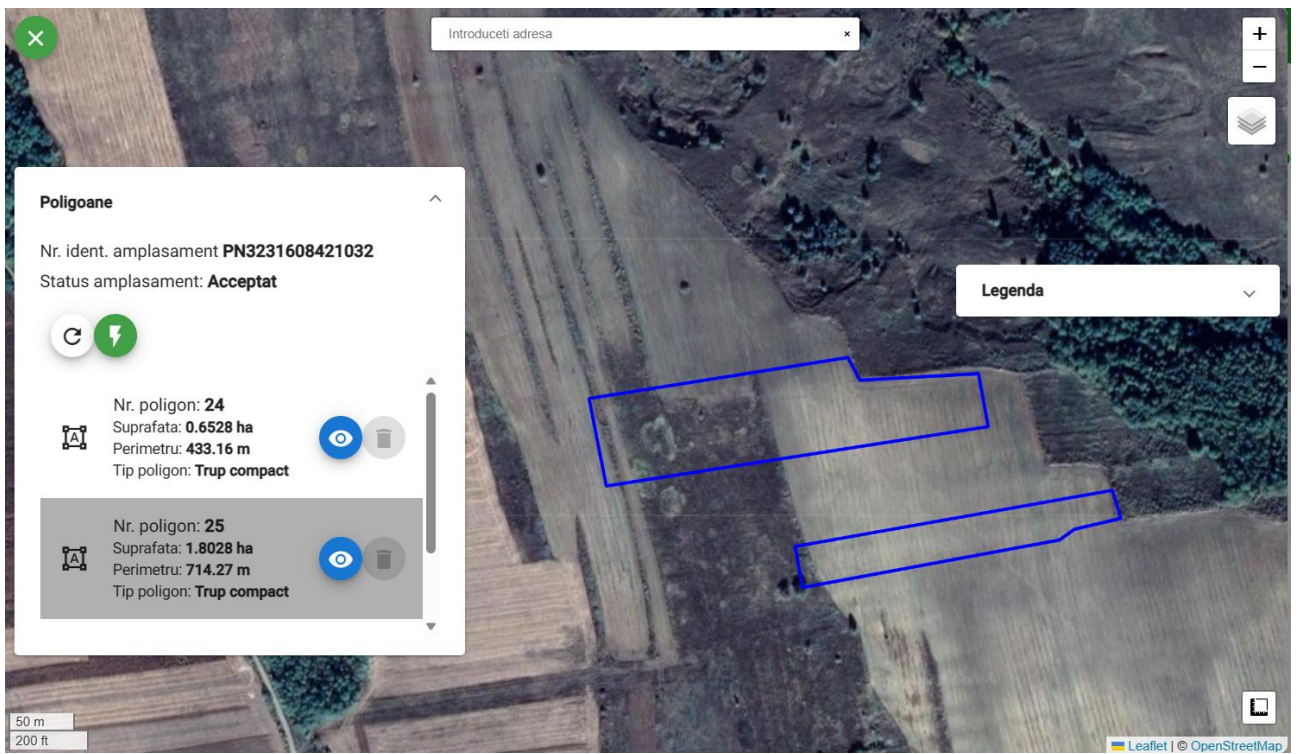 Introduceti adresa
×
+
−
Poligoane
Nr. ident. amplasament PN3231608421032
Status amplasament: Acceptat
Legenda
Nr. poligon: 24
Suprafata: 0.6528 ha
Perimetru: 433.16 m
Tip poligon: Trup compact
Nr. poligon: 25
Suprafata: 1.8028 ha
Perimetru: 714.27 m
Tip poligon: Trup compact
50 m
200 ft
Leaflet | © OpenStreetMap